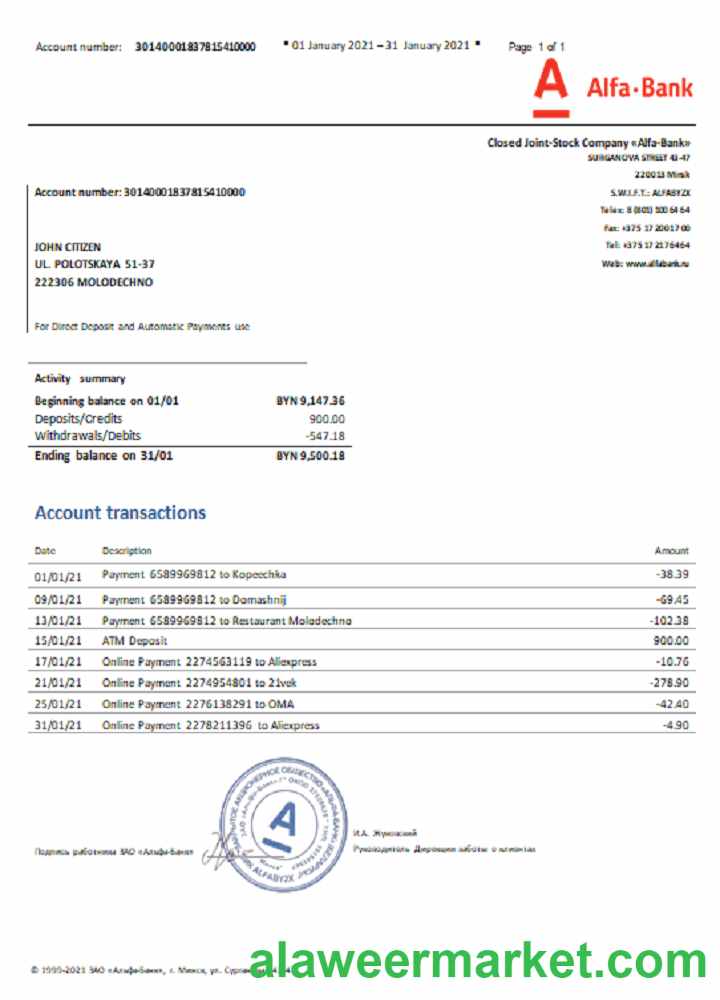 Account number: 30140001837815410000 * 01 January 2021 – 31 January 2021 * Page 1 of 1
Alfa·Bank
Closed Joint-Stock Company «Alfa-Bank»
SURGANOVA STREET 43-47
220013 Minsk
S.W.I.F.T.: ALFABY2X
Account number: 30140001837815410000
Telex: 8 (801) 100 64 64
Fax: +375 17 200 17 00
JOHN CITIZEN
Tel: +375 17 217 64 64
UL. POLOTSKAYA 51-37
Web: www.alfabank.ru
222306 MOLODECHNO
For Direct Deposit and Automatic Payments use
Activity summary
Beginning balance on 01/01 BYN 9,147.36
Deposits/Credits 900.00
Withdrawals/Debits -547.18
Ending balance on 31/01 BYN 9,500.18
Account transactions
Date Description Amount
01/01/21 Payment 6589969812 to Kopeechka -38.39
09/01/21 Payment 6589969812 to Domashnij -69.45
13/01/21 Payment 6589969812 to Restaurant Molodechno -102.38
15/01/21 ATM Deposit 900.00
17/01/21 Online Payment 2274563119 to Aliexpress -10.76
21/01/21 Online Payment 2274954801 to 21vek -278.90
25/01/21 Online Payment 2276138291 to OMA -42.40
31/01/21 Online Payment 2278211396 to Aliexpress -4.90
ALFABY2X
И.А. Жуковский
Подпись работника ЗАО «Альфа-Банк»
Руководитель Дирекции заботы о клиентах
© 1999-2021 ЗАО «Альфа-Банк», г. Минск, ул.
alaweermarket.com